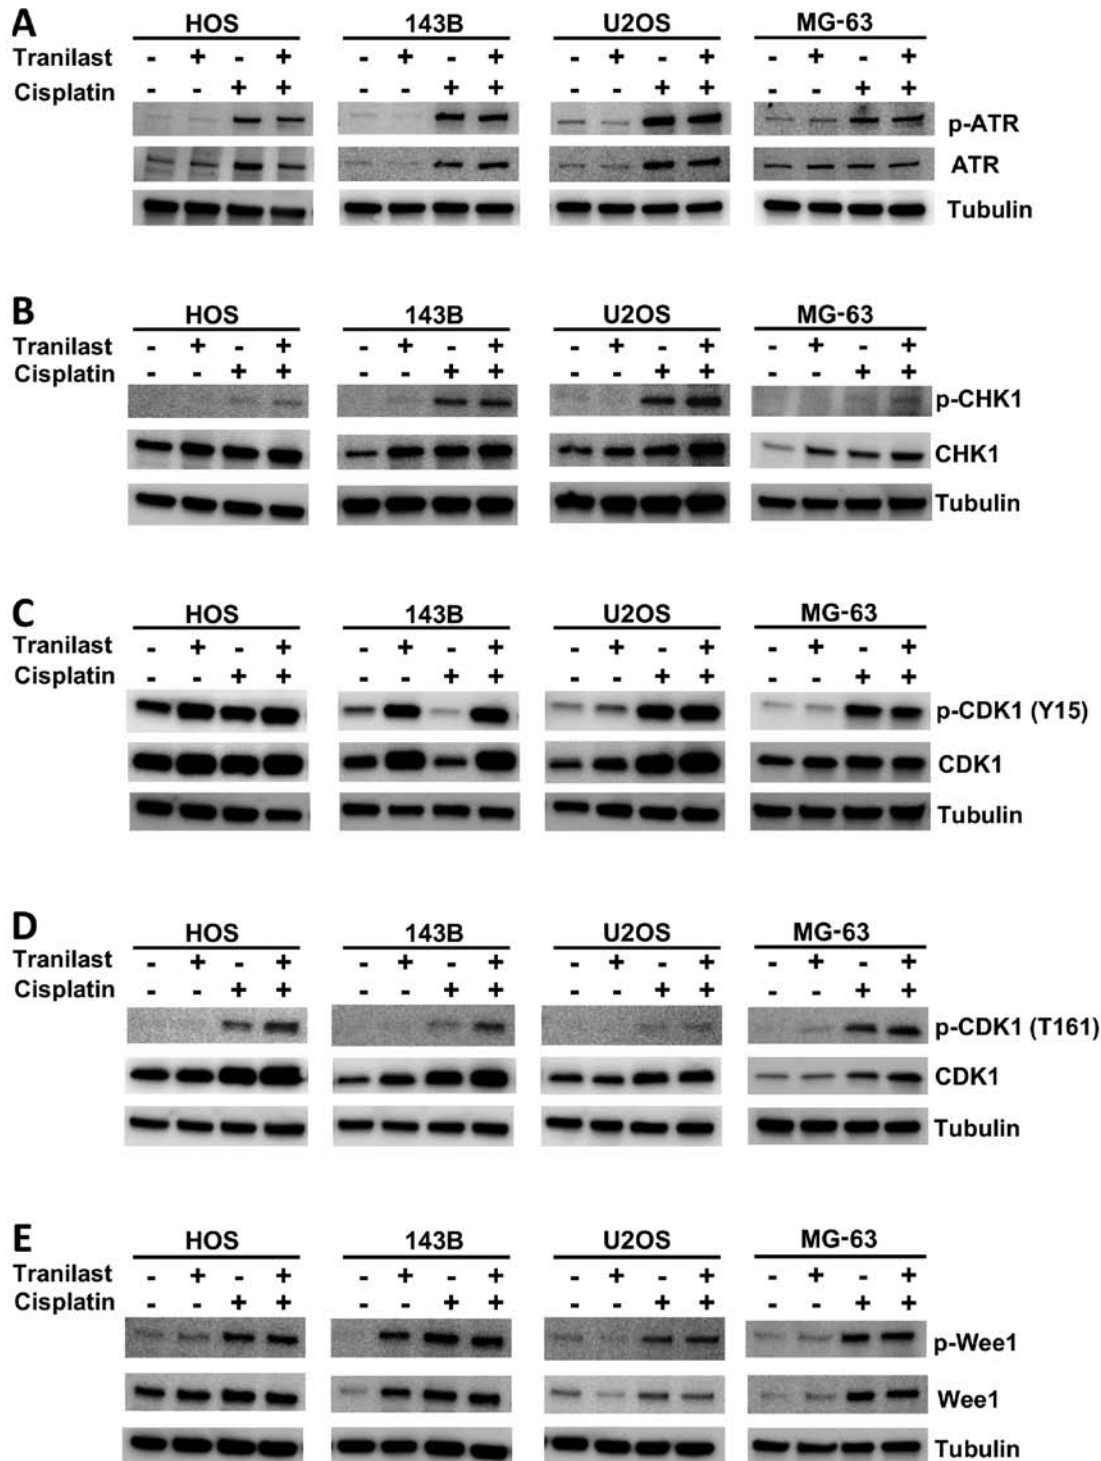 A
HOS 143B U2OS MG-63
Tranilast - + - + - + - + - + - + - + - +
Cisplatin - - + + - - + + - - + + - - + +
p-ATR
ATR
Tubulin
B
HOS 143B U2OS MG-63
Tranilast - + - + - + - + - + - + - + - +
Cisplatin - - + + - - + + - - + + - - + +
p-CHK1
CHK1
Tubulin
C
HOS 143B U2OS MG-63
Tranilast - + - + - + - + - + - + - + - +
Cisplatin - - + + - - + + - - + + - - + +
p-CDK1 (Y15)
CDK1
Tubulin
D
HOS 143B U2OS MG-63
Tranilast - + - + - + - + - + - + - + - +
Cisplatin - - + + - - + + - - + + - - + +
p-CDK1 (T161)
CDK1
Tubulin
E
HOS 143B U2OS MG-63
Tranilast - + - + - + - + - + - + - + - +
Cisplatin - - + + - - + + - - + + - - + +
p-Wee1
Wee1
Tubulin